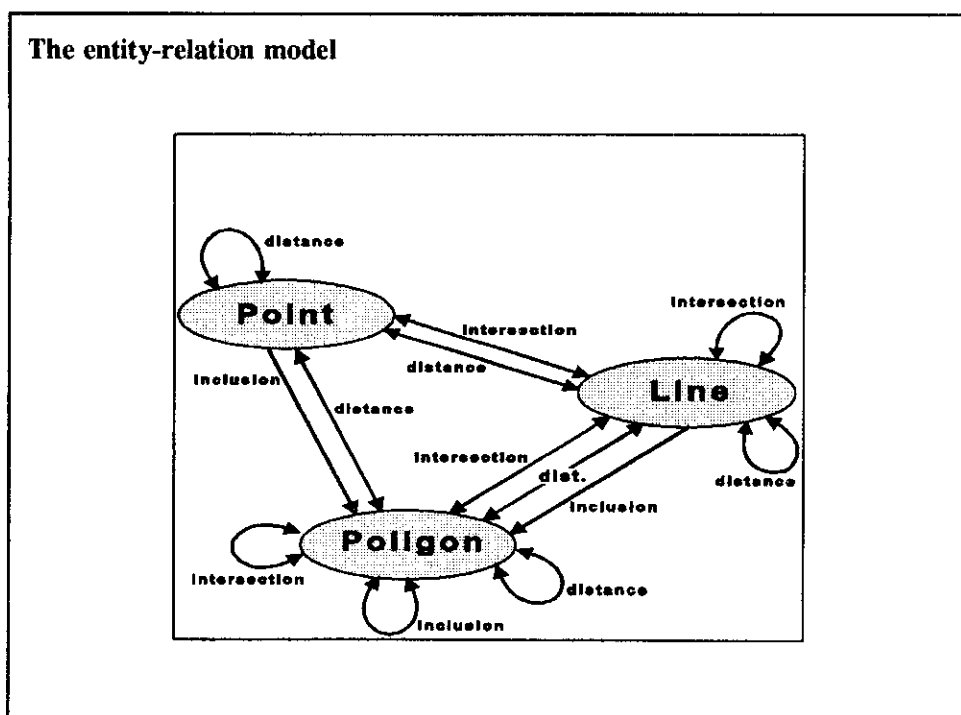 The entity-relation model
distance
Point
Intersection
Intersection
distance
Line
Inclusion
distance
Intersection
dist.
distance
Inclusion
Poligon
Intersection
distance
Inclusion